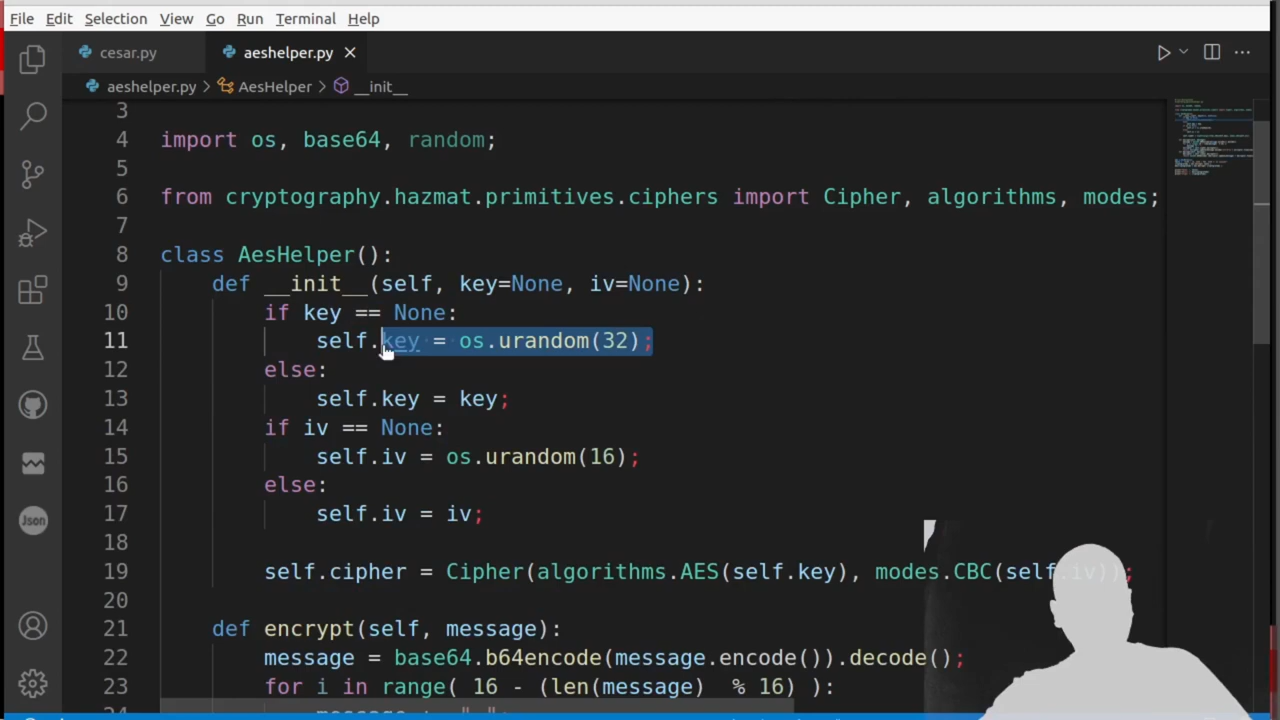 File Edit Selection View Go Run Terminal Help
cesar.py aeshelper.py
aeshelper.py > AesHelper > __init__
3
4 import os, base64, random;
5
6 from cryptography.hazmat.primitives.ciphers import Cipher, algorithms, modes;
7
8 class AesHelper():
9 def __init__(self, key=None, iv=None):
10 if key == None:
11 self.key = os.urandom(32);
12 else:
13 self.key = key;
14 if iv == None:
15 self.iv = os.urandom(16);
16 else:
17 self.iv = iv;
18
19 self.cipher = Cipher(algorithms.AES(self.key), modes.CBC(self.iv));
20
21 def encrypt(self, message):
22 message = base64.b64encode(message.encode()).decode();
23 for i in range( 16 - (len(message) % 16) ):
Json